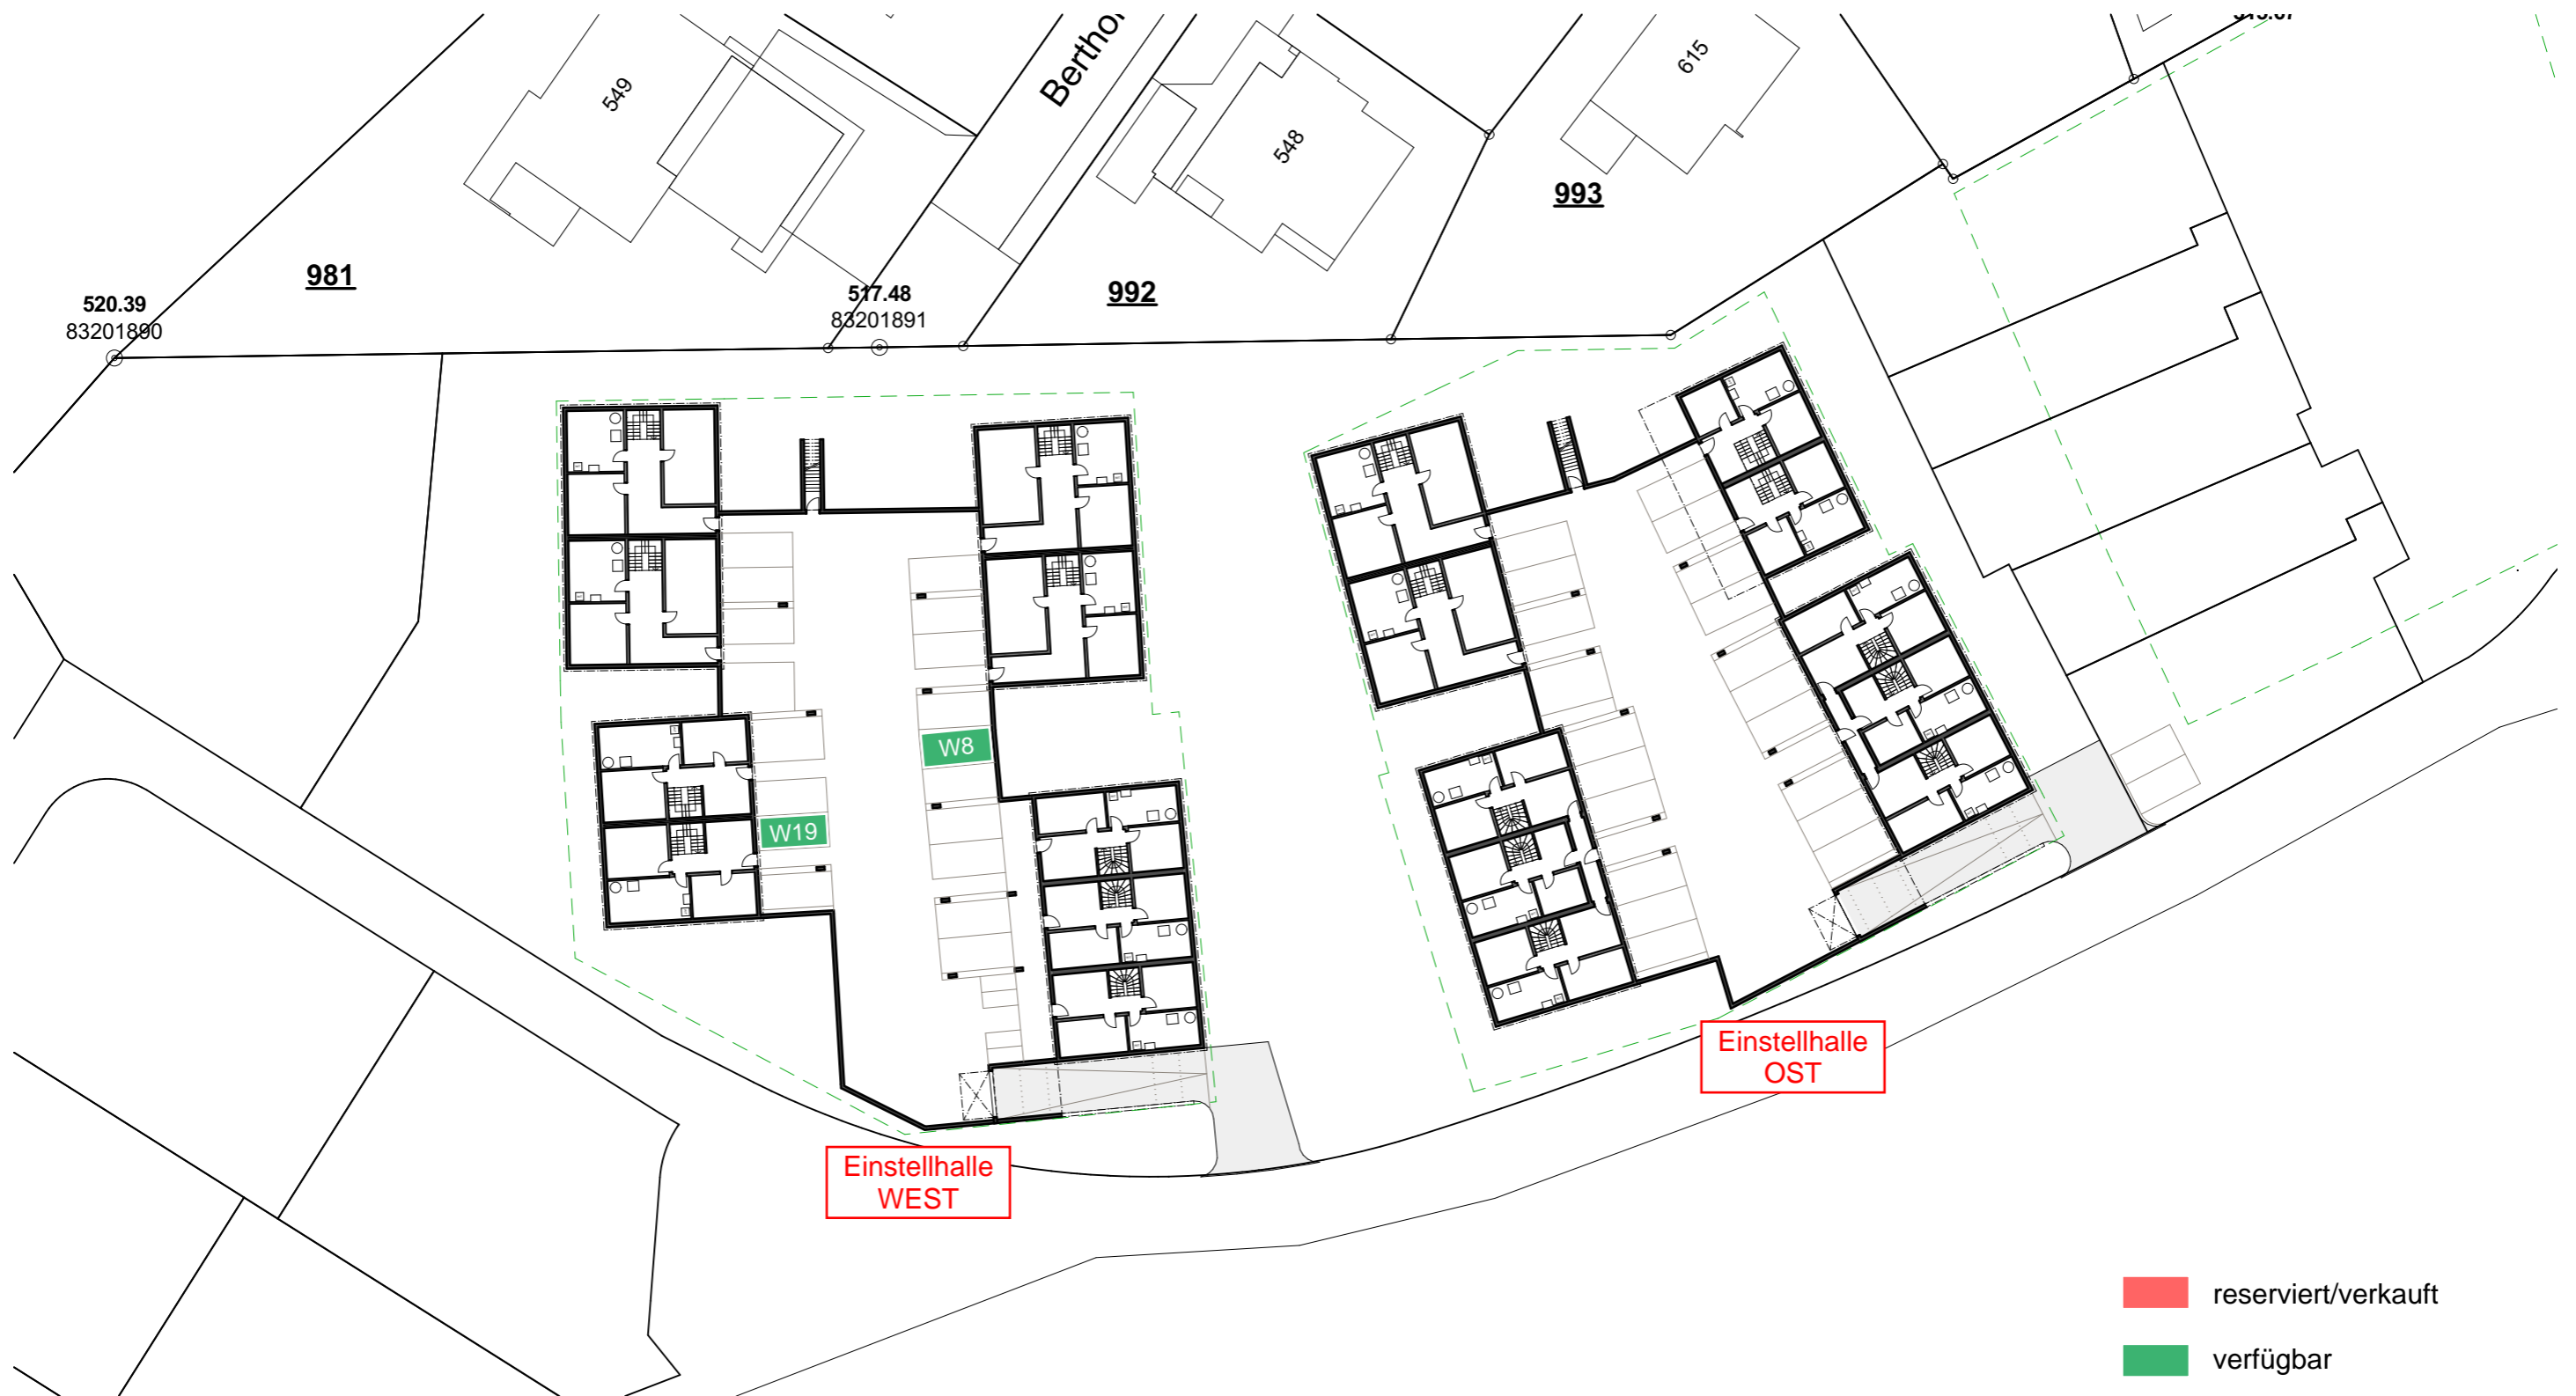 549
Bertho
548
615
993
981
992
520.39
83201890
517.48
83201891
W8
W19
Einstellhalle
OST
Einstellhalle
WEST
reserviert/verkauft
verfügbar